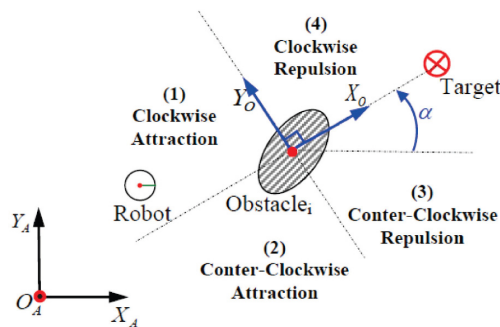 (4)
Clockwise
Repulsion
Target
(1)
Clockwise
Attraction
Y_O
X_O
α
Robot
Obstacle_i
(3)
Conter-Clockwise
Repulsion
(2)
Conter-Clockwise
Attraction
Y_A
O_A
X_A